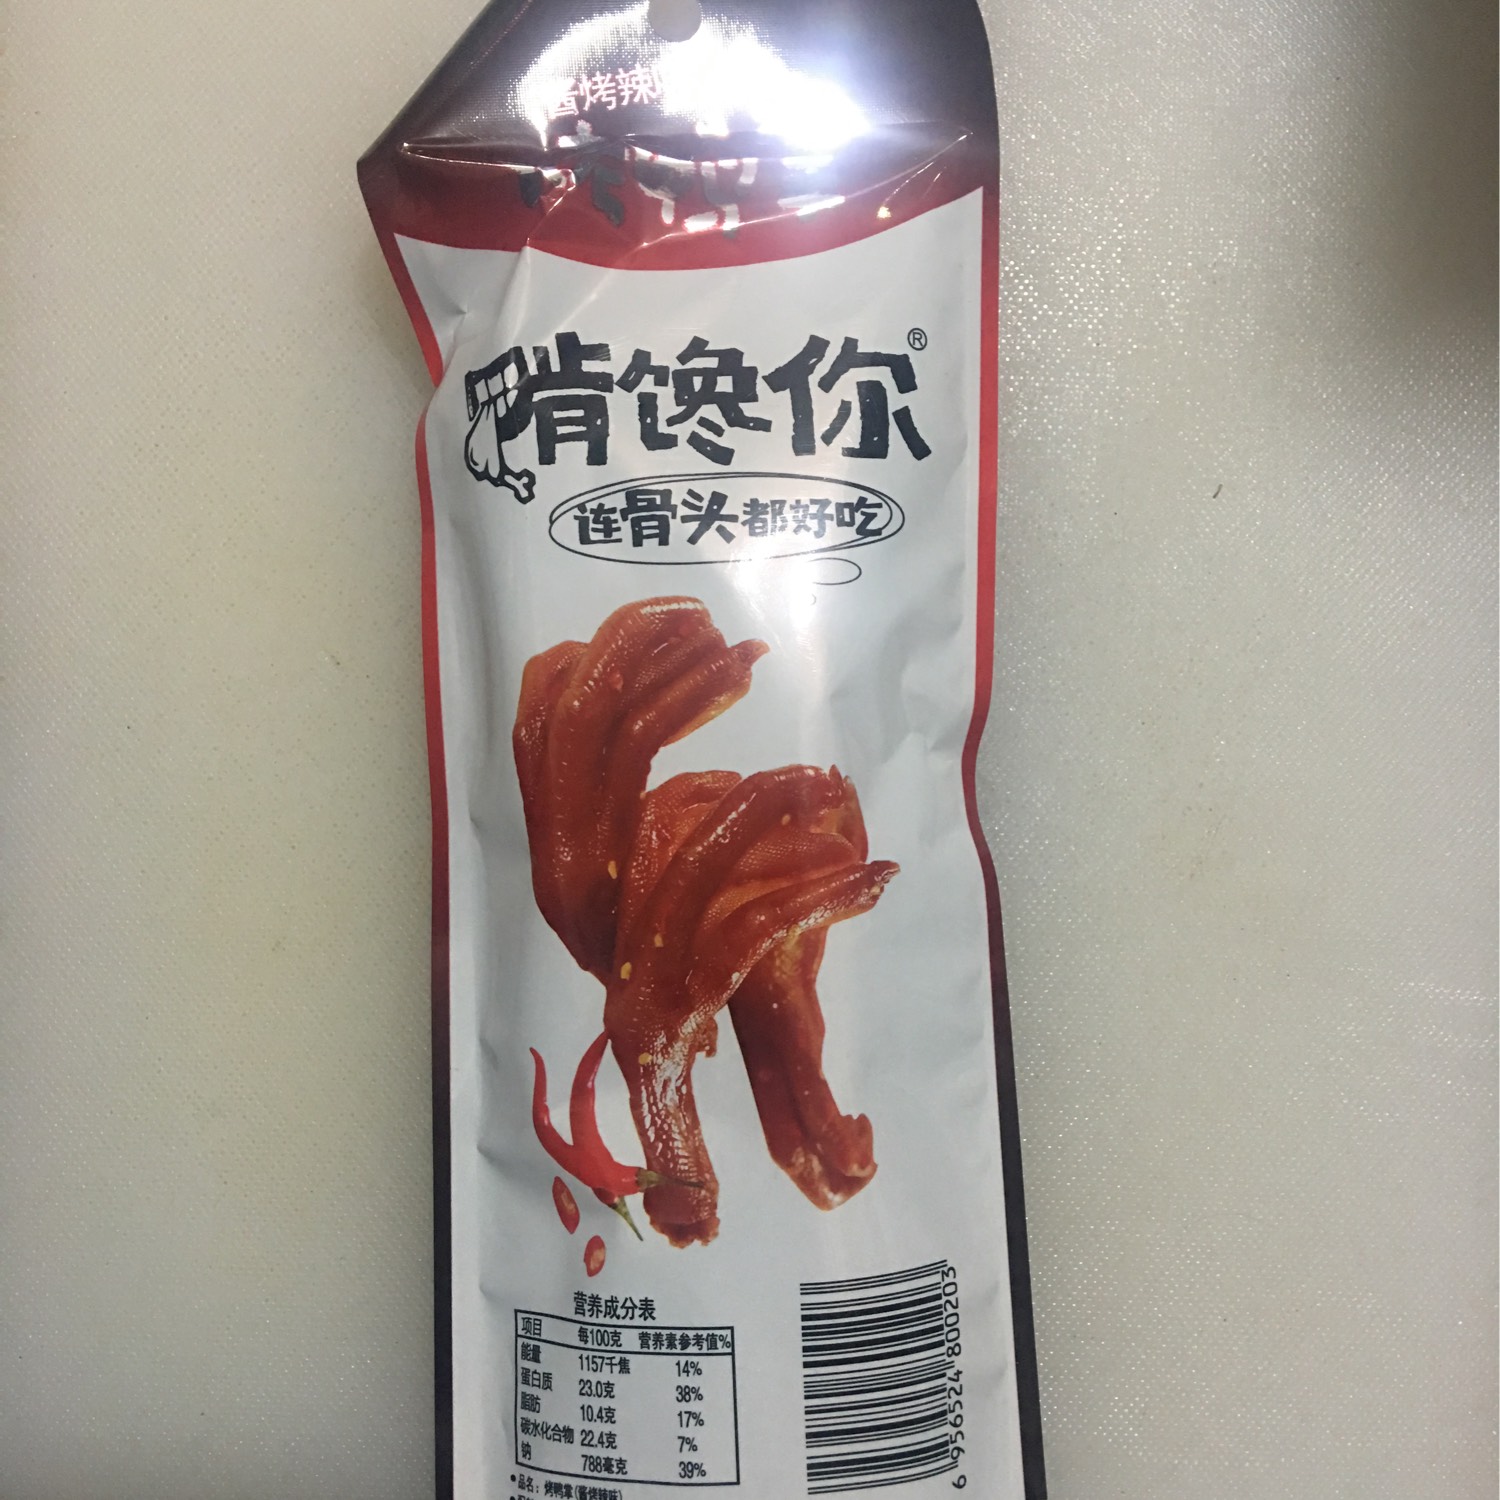 酱烤辣
啃馋你®
连骨头都好吃
营养成分表
项目 每100克 营养素参考值%
能量 1157千焦 14%
蛋白质 23.0克 38%
脂肪 10.4克 17%
碳水化合物 22.4克 7%
钠 788毫克 39%
•品名：烤鸭掌(酱烤辣味)
6 956524 800203